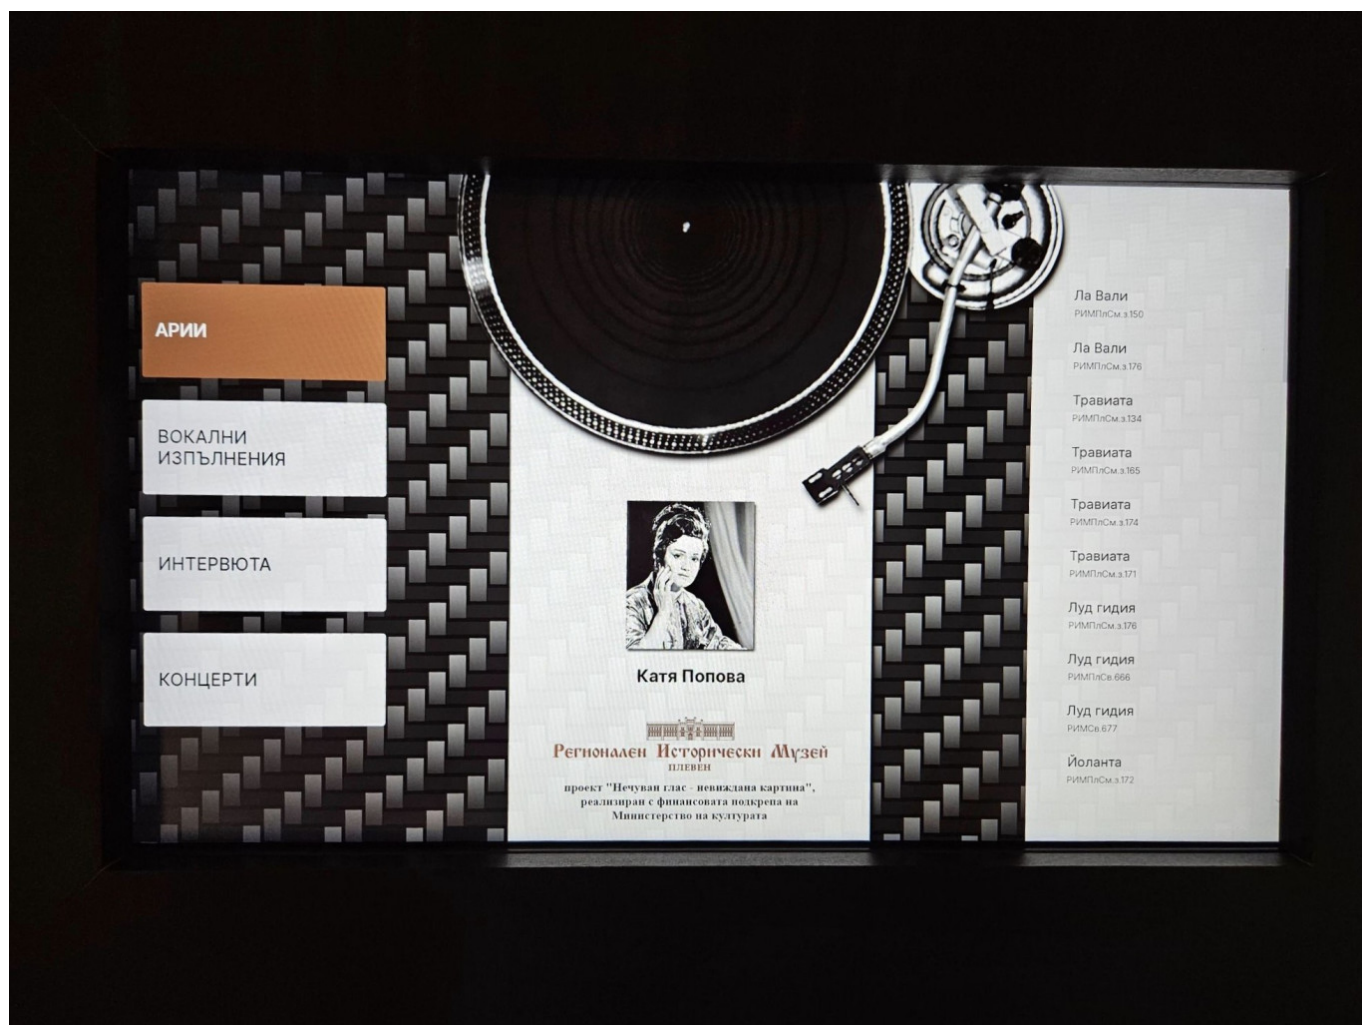 АРИИ
ВОКАЛНИ
ИЗПЪЛНЕНИЯ
ИНТЕРВЮТА
КОНЦЕРТИ
Катя Попова
Регионален Исторически Музей
ПЛЕВЕН
проект "Нечуван глас - невиждана картина",
реализиран с финансовата подкрепа на
Министерство на културата
Ла Вали
РИМПлСм.з.150
Ла Вали
РИМПлСм.з.176
Травиата
РИМПлСм.з.134
Травиата
РИМПлСм.з.165
Травиата
РИМПлСм.з.174
Травиата
РИМПлСм.з.171
Луд гидия
РИМПлСм.з.176
Луд гидия
РИМПлСв.666
Луд гидия
РИМСв.677
Йоланта
РИМПлСм.з.172